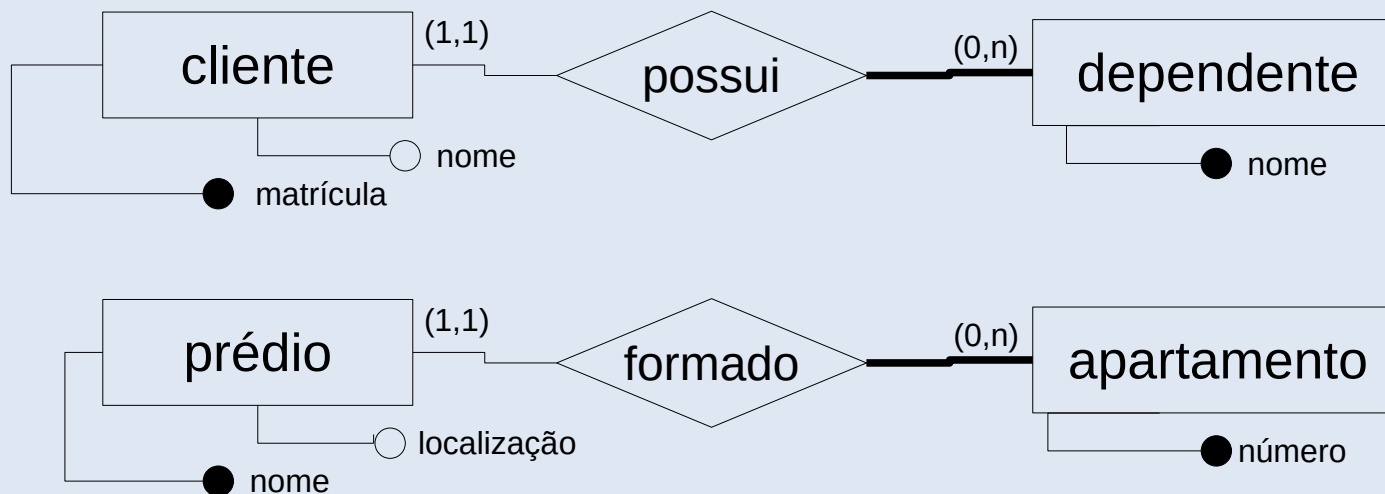 cliente
(1,1)
possui
(0,n)
dependente
nome
matrícula
nome
prédio
(1,1)
formado
(0,n)
apartamento
localização
nome
número